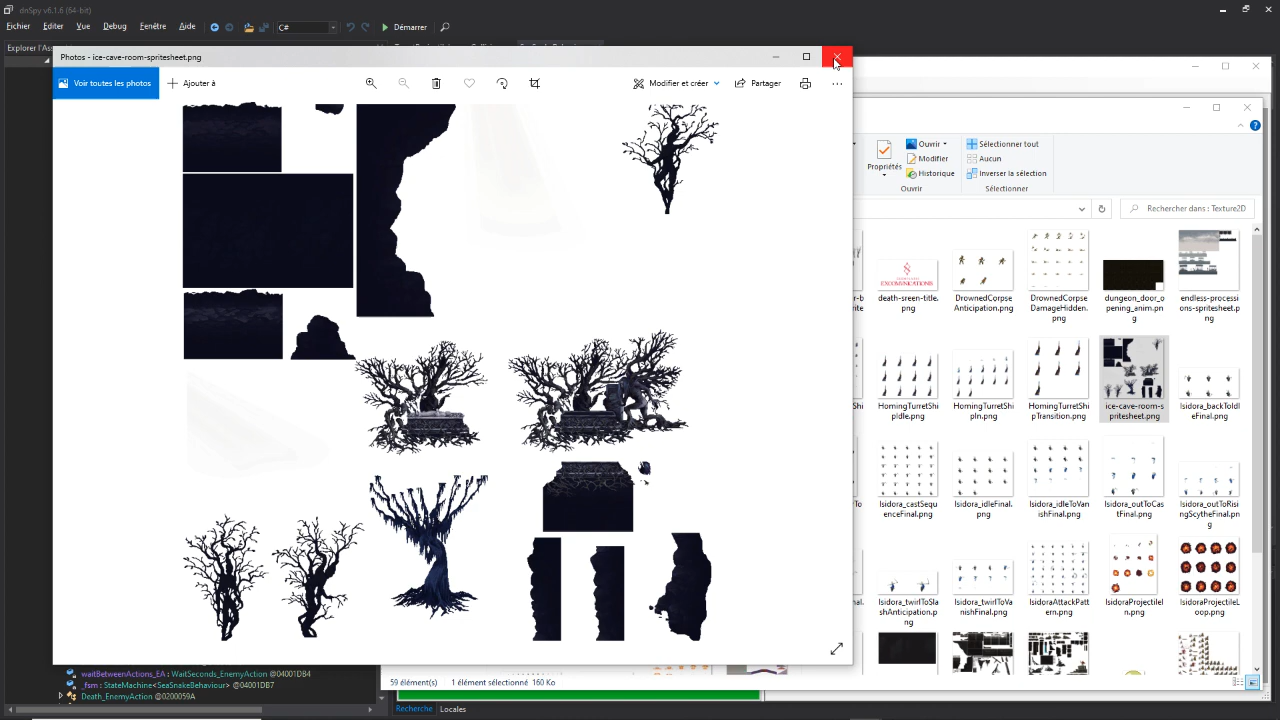 dnSpy v6.1.6 (64-bit)
Fichier Edition Vue Debug Fenêtre Aide C# Démarrer
Photos - ice-cave-room-spritesheet.png
Voir toutes les photos
Ajouter à
Modifier et créer
Partager
Propriétés
Ouvrir
Modifier
Historique
Ouvrir
Sélectionner tout
Aucun
Inverser la sélection
Sélectionner
Rechercher dans : Texture2D
death-sreen-title.png
DrownedCorpseAnticipation.png
DrownedCorpseDamageHidden.png
dungeon_door_opening_anim.png
endless-processions-spritesheet.png
HomingTurretShipIdle.png
HomingTurretShipIn.png
HomingTurretShipTransition.png
ice-cave-room-spritesheet.png
Isidora_backToIdleFinal.png
Isidora_castSequenceFinal.png
Isidora_idleFinal.png
Isidora_idleToVanishFinal.png
Isidora_outToCastFinal.png
Isidora_outToRisingScytheFinal.png
Isidora_twirlToSlashAnticipation.png
Isidora_twirlToVanishFinal.png
IsidoraAttackPattern.png
IsidoraProjectileIn.png
IsidoraProjectileLoop.png
waitBetweenActions_EA : WaitSeconds_EnemyAction @04001DB4
_fsm : StateMachine<SeaSnakeBehaviour> @04001DB7
Death_EnemyAction @0200059A
59 élément(s) 1 élément sélectionné 160 Ko
Recherche Locales